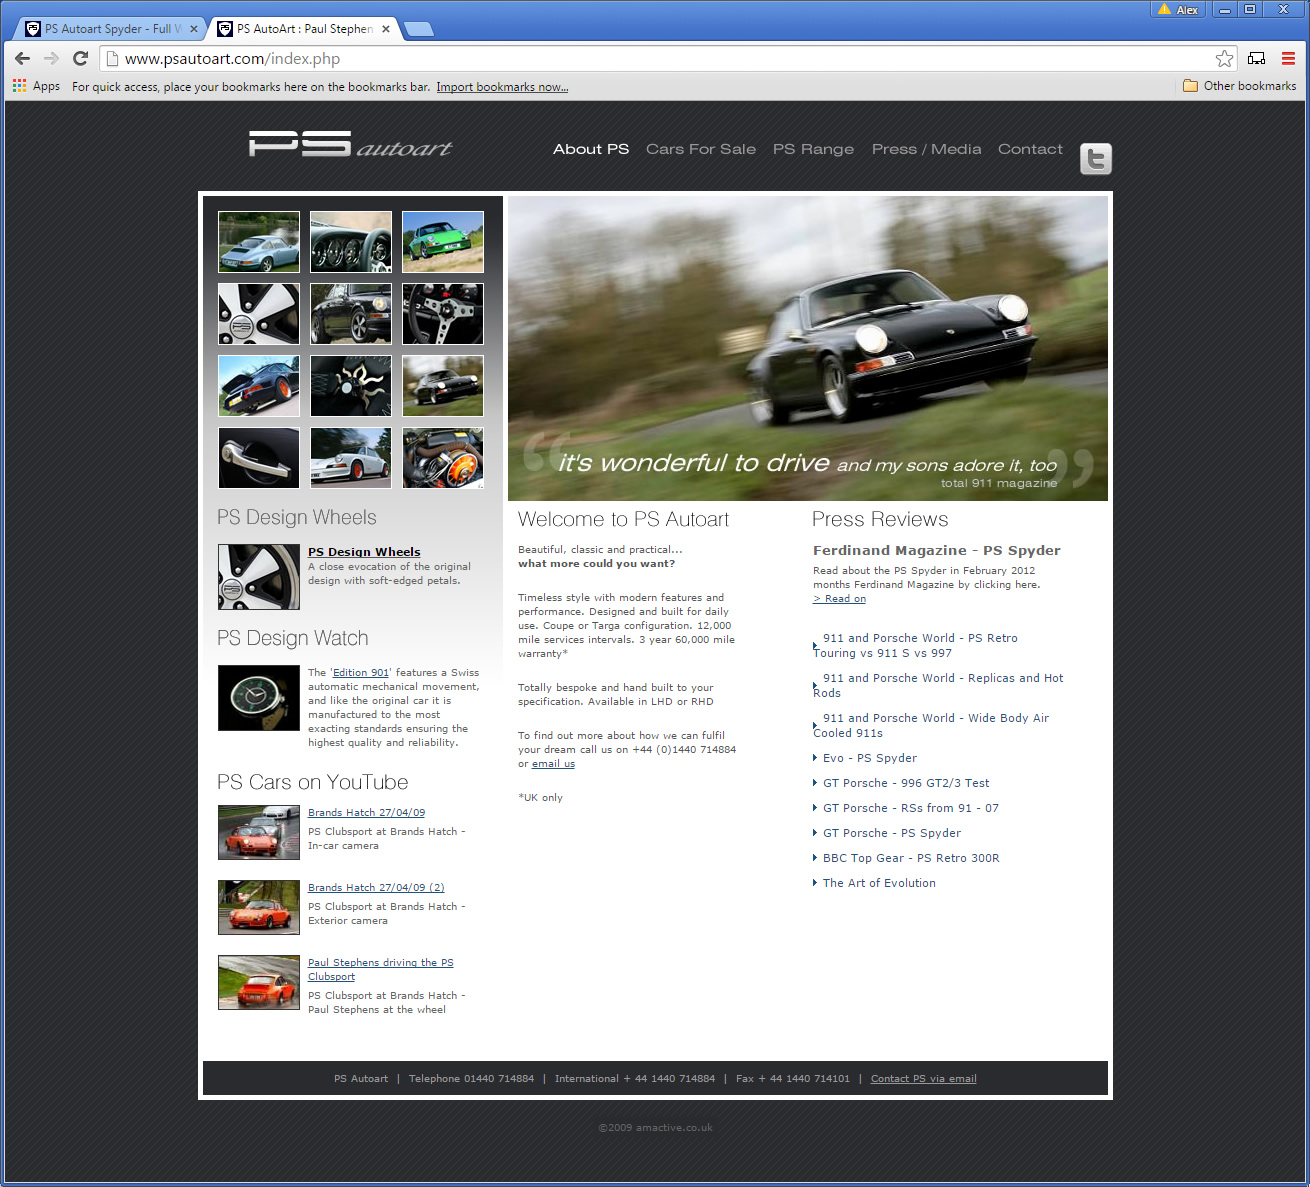 Alex
PS Autoart Spyder - Full W
PS AutoArt : Paul Stephen
www.psautoart.com/index.php
Apps
For quick access, place your bookmarks here on the bookmarks bar. Import bookmarks now...
Other bookmarks
PS autoart
About PS
Cars For Sale
PS Range
Press / Media
Contact
t
“it's wonderful to drive and my sons adore it, too”
total 911 magazine
PS Design Wheels
PS Design Wheels
A close evocation of the original
design with soft-edged petals.
PS Design Watch
The 'Edition 901' features a Swiss
automatic mechanical movement,
and like the original car it is
manufactured to the most
exacting standards ensuring the
highest quality and reliability.
PS Cars on YouTube
Brands Hatch 27/04/09
PS Clubsport at Brands Hatch -
In-car camera
Brands Hatch 27/04/09 (2)
PS Clubsport at Brands Hatch -
Exterior camera
Paul Stephens driving the PS
Clubsport
PS Clubsport at Brands Hatch -
Paul Stephens at the wheel
Welcome to PS Autoart
Beautiful, classic and practical...
what more could you want?
Timeless style with modern features and
performance. Designed and built for daily
use. Coupe or Targa configuration. 12,000
mile services intervals. 3 year 60,000 mile
warranty*
Totally bespoke and hand built to your
specification. Available in LHD or RHD
To find out more about how we can fulfil
your dream call us on +44 (0)1440 714884
or email us
*UK only
Press Reviews
Ferdinand Magazine - PS Spyder
Read about the PS Spyder in February 2012
months Ferdinand Magazine by clicking here.
> Read on
911 and Porsche World - PS Retro
Touring vs 911 S vs 997
911 and Porsche World - Replicas and Hot
Rods
911 and Porsche World - Wide Body Air
Cooled 911s
Evo - PS Spyder
GT Porsche - 996 GT2/3 Test
GT Porsche - RSs from 91 - 07
GT Porsche - PS Spyder
BBC Top Gear - PS Retro 300R
The Art of Evolution
PS Autoart | Telephone 01440 714884 | International + 44 1440 714884 | Fax + 44 1440 714101 | Contact PS via email
©2009 amactive.co.uk